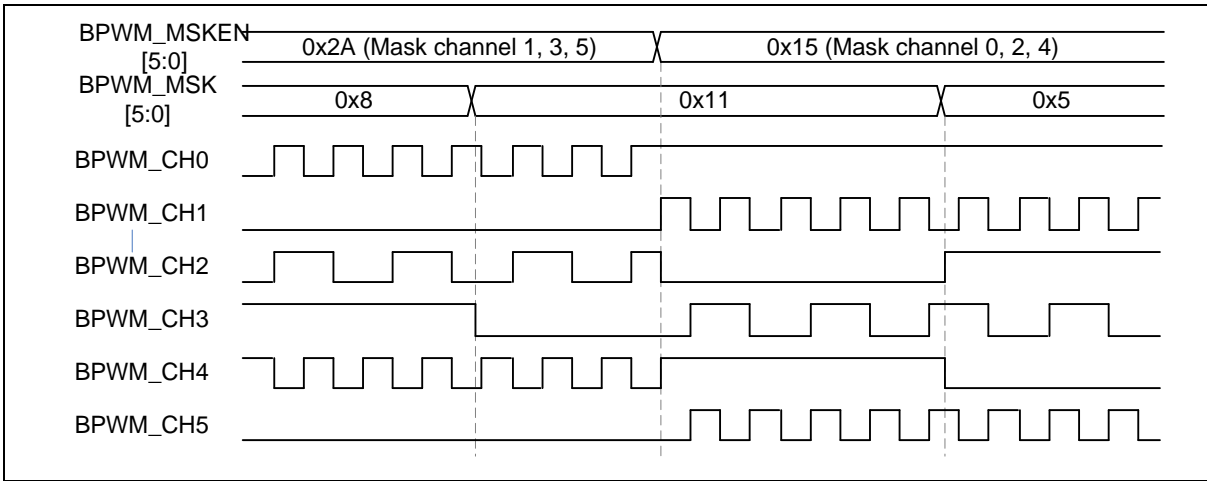 BPWM_MSKEN
[5:0]
0x2A (Mask channel 1, 3, 5)
0x15 (Mask channel 0, 2, 4)
BPWM_MSK
[5:0]
0x8
0x11
0x5
BPWM_CH0
BPWM_CH1
BPWM_CH2
BPWM_CH3
BPWM_CH4
BPWM_CH5